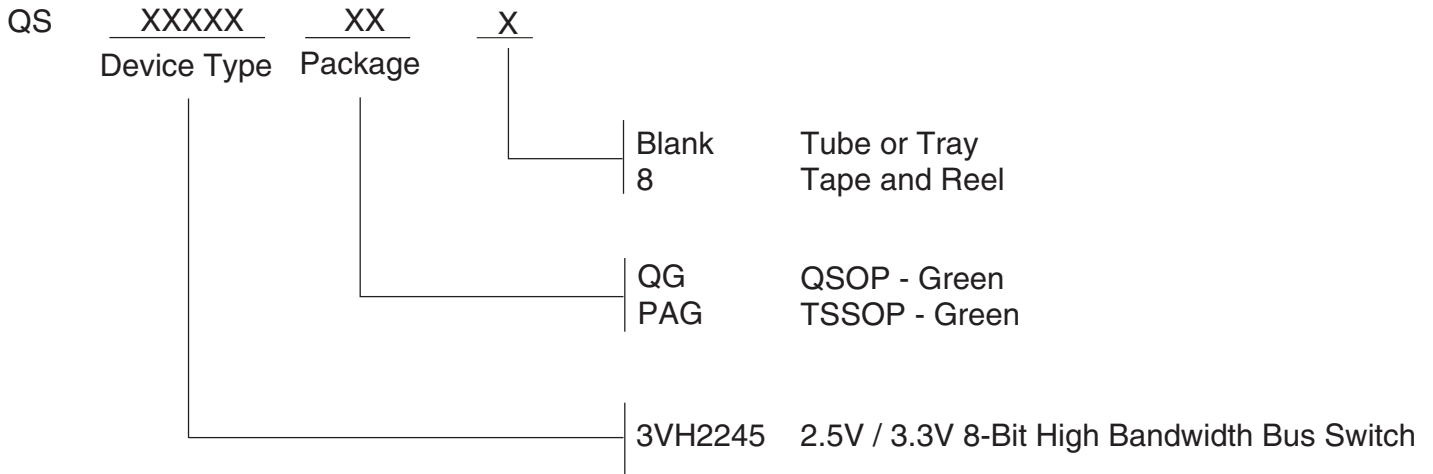 QS XXXXX XX X
Device Type Package
Blank Tube or Tray
8 Tape and Reel
QG QSOP - Green
PAG TSSOP - Green
3VH2245 2.5V / 3.3V 8-Bit High Bandwidth Bus Switch